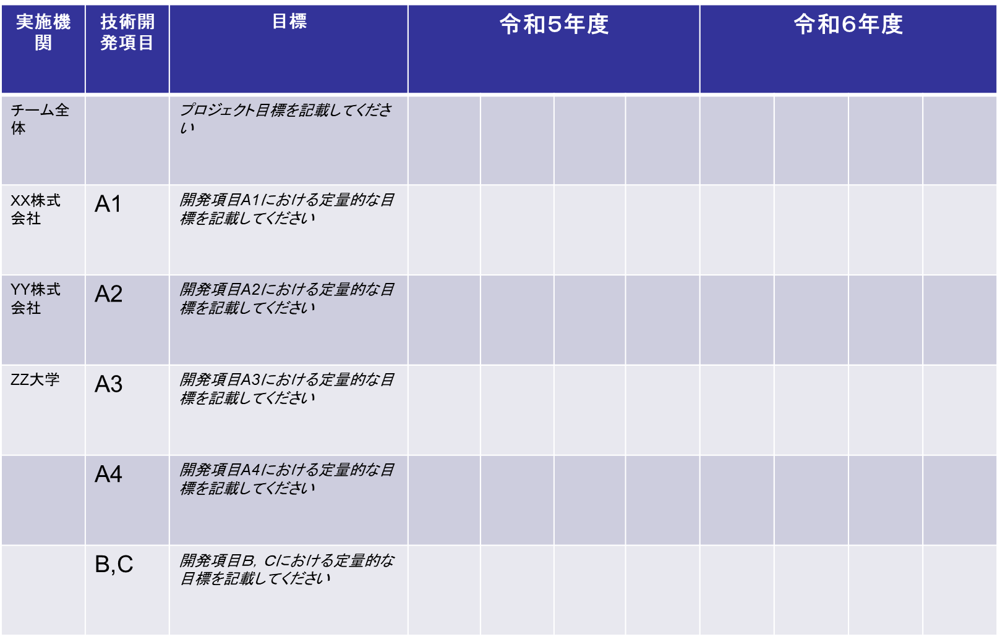 実施機
関
技術開
発項目
目標
令和5年度
令和6年度
チーム全
体
プロジェクト目標を記載してくださ
い
XX株式
会社
A1
開発項目A1における定量的な目
標を記載してください
YY株式
会社
A2
開発項目A2における定量的な目
標を記載してください
ZZ大学
A3
開発項目A3における定量的な目
標を記載してください
A4
開発項目A4における定量的な目
標を記載してください
B,C
開発項目B, Cにおける定量的な
目標を記載してください